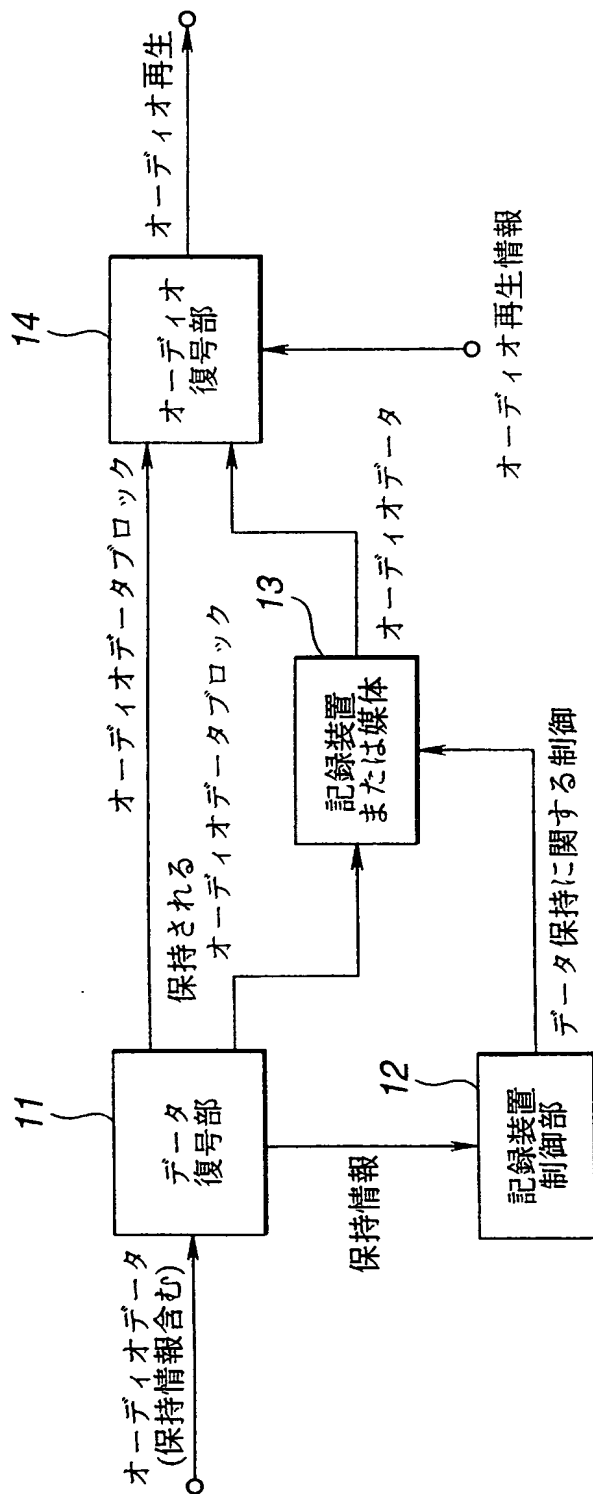 オーディオデータ
(保持情報含む)
11
データ
復号部
オーディオデータブロック
保持される
オーディオデータブロック
保持情報
12
記録装置
制御部
データ保持に関する制御
13
記録装置
または媒体
オーディオデータ
14
オーディオ
復号部
オーディオ再生
オーディオ再生情報